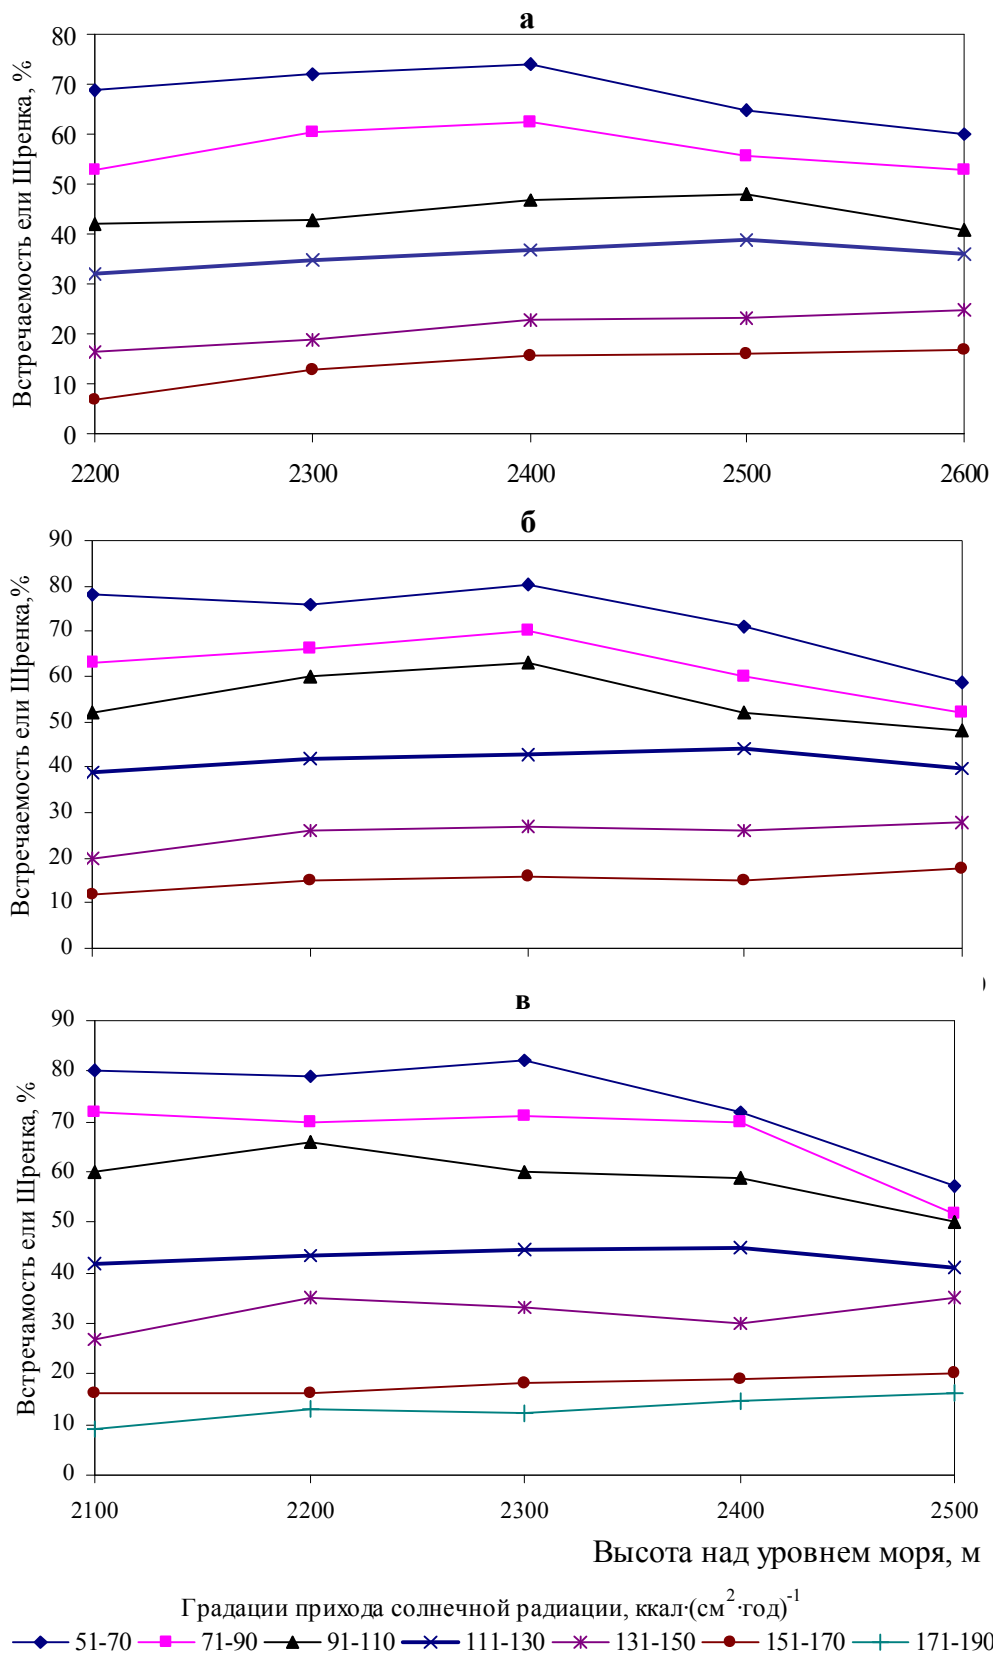 а
Встречаемость ели Шренка, %
80
70
60
50
40
30
20
10
0
2200 2300 2400 2500 2600
б
Встречаемость ели Шренка,%
90
80
70
60
50
40
30
20
10
0
в
Встречамость ели Шренка, %
90
80
70
60
50
40
30
20
10
0
2100 2200 2300 2400 2500
Высота над уровнем моря, м
Градации прихода солнечной радиации, ккал·(см²·год)⁻¹
51-70 71-90 91-110 111-130 131-150 151-170 171-190